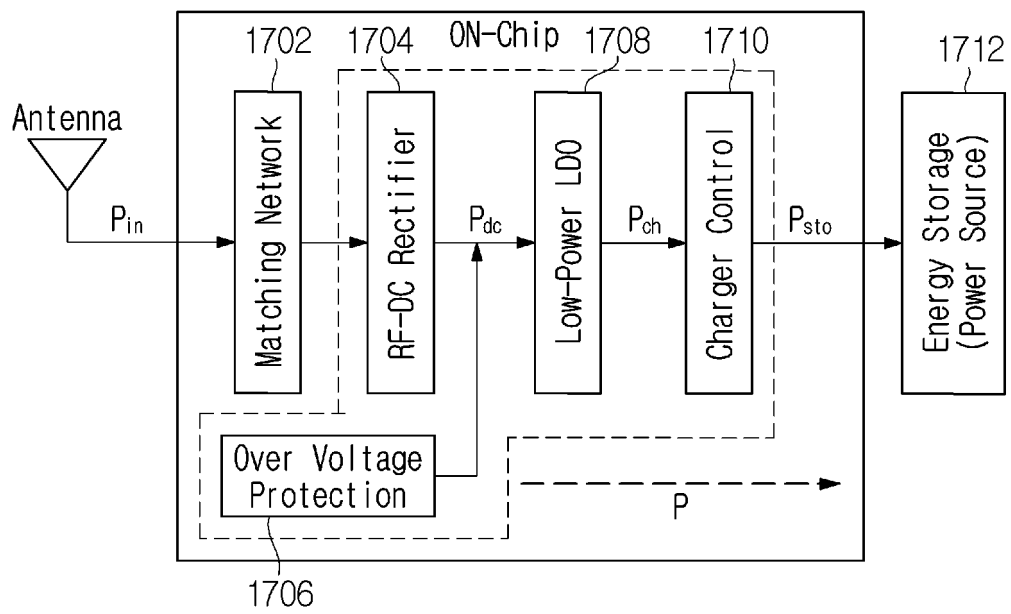 ON-Chip
1702
1704
1708
1710
1712
Antenna
Pin
Matching Network
RF-DC Rectifier
Pdc
Low-Power LDO
Pch
Charger Control
Psto
Energy Storage
(Power Source)
Over Voltage
Protection
P
1706